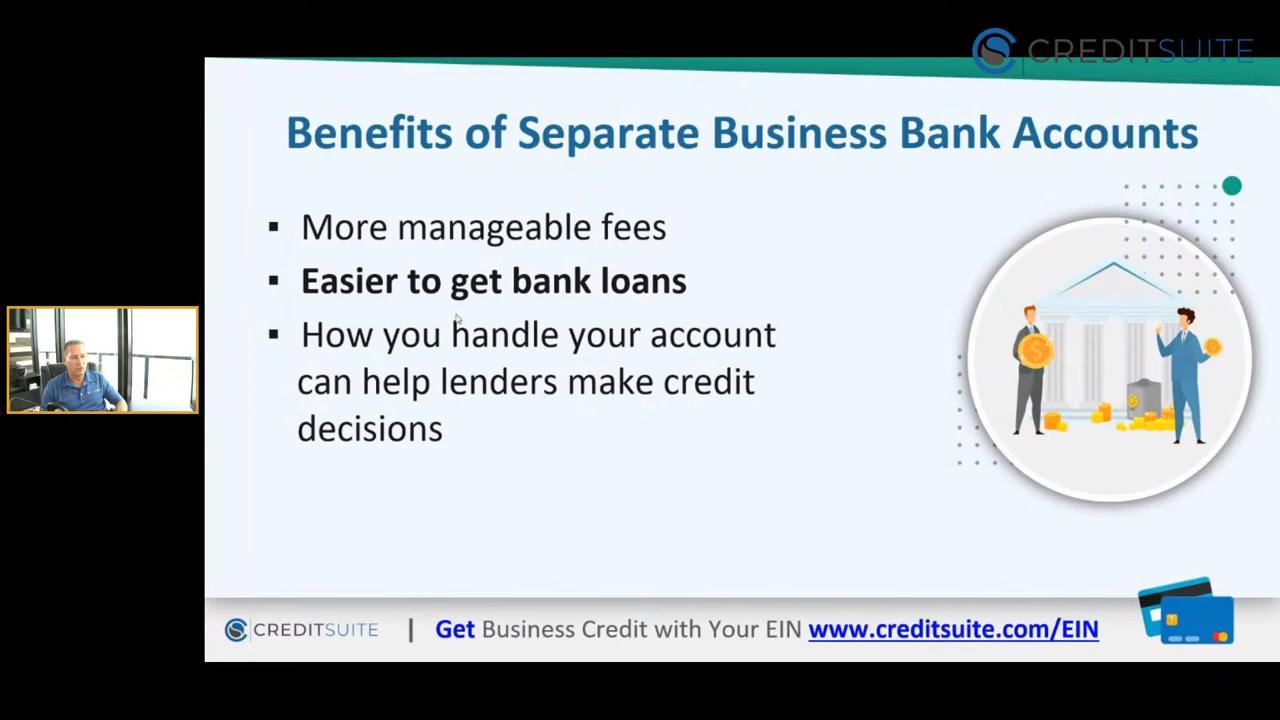 CREDITSUITE
Benefits of Separate Business Bank Accounts
▪ More manageable fees
▪ Easier to get bank loans
▪ How you handle your account
can help lenders make credit
decisions
CREDITSUITE | Get Business Credit with Your EIN www.creditsuite.com/EIN